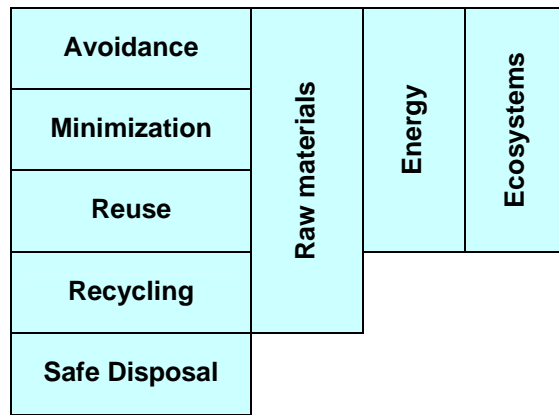 Avoidance
Minimization
Reuse
Recycling
Safe Disposal
Raw materials
Energy
Ecosystems